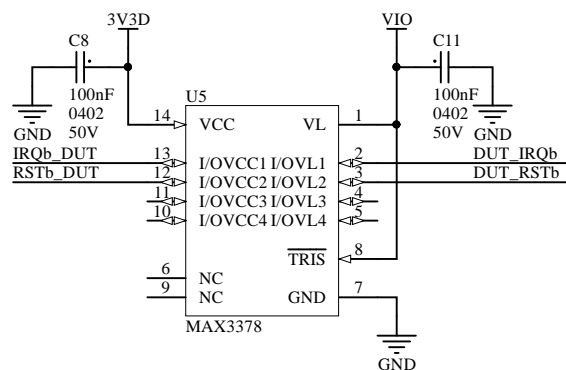 3V3D
VIO
C8
C11
100nF
0402
50V
100nF
0402
50V
GND
GND
U5
14 VCC VL 1
IRQb_DUT 13 I/OVCC1 I/OVL1 2 DUT_IRQb
RSTb_DUT 12 I/OVCC2 I/OVL2 3 DUT_RSTb
11 I/OVCC3 I/OVL3 4
10 I/OVCC4 I/OVL4 5
TRIS 8
6 NC
9 NC GND 7
MAX3378
GND